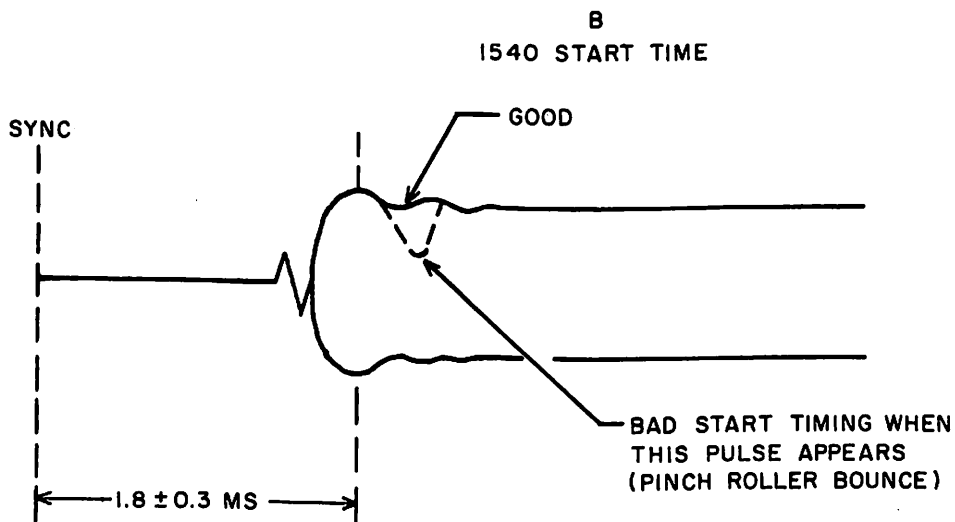 B
1540 START TIME
GOOD
SYNC
BAD START TIMING WHEN
THIS PULSE APPEARS
(PINCH ROLLER BOUNCE)
1.8 ± 0.3 MS